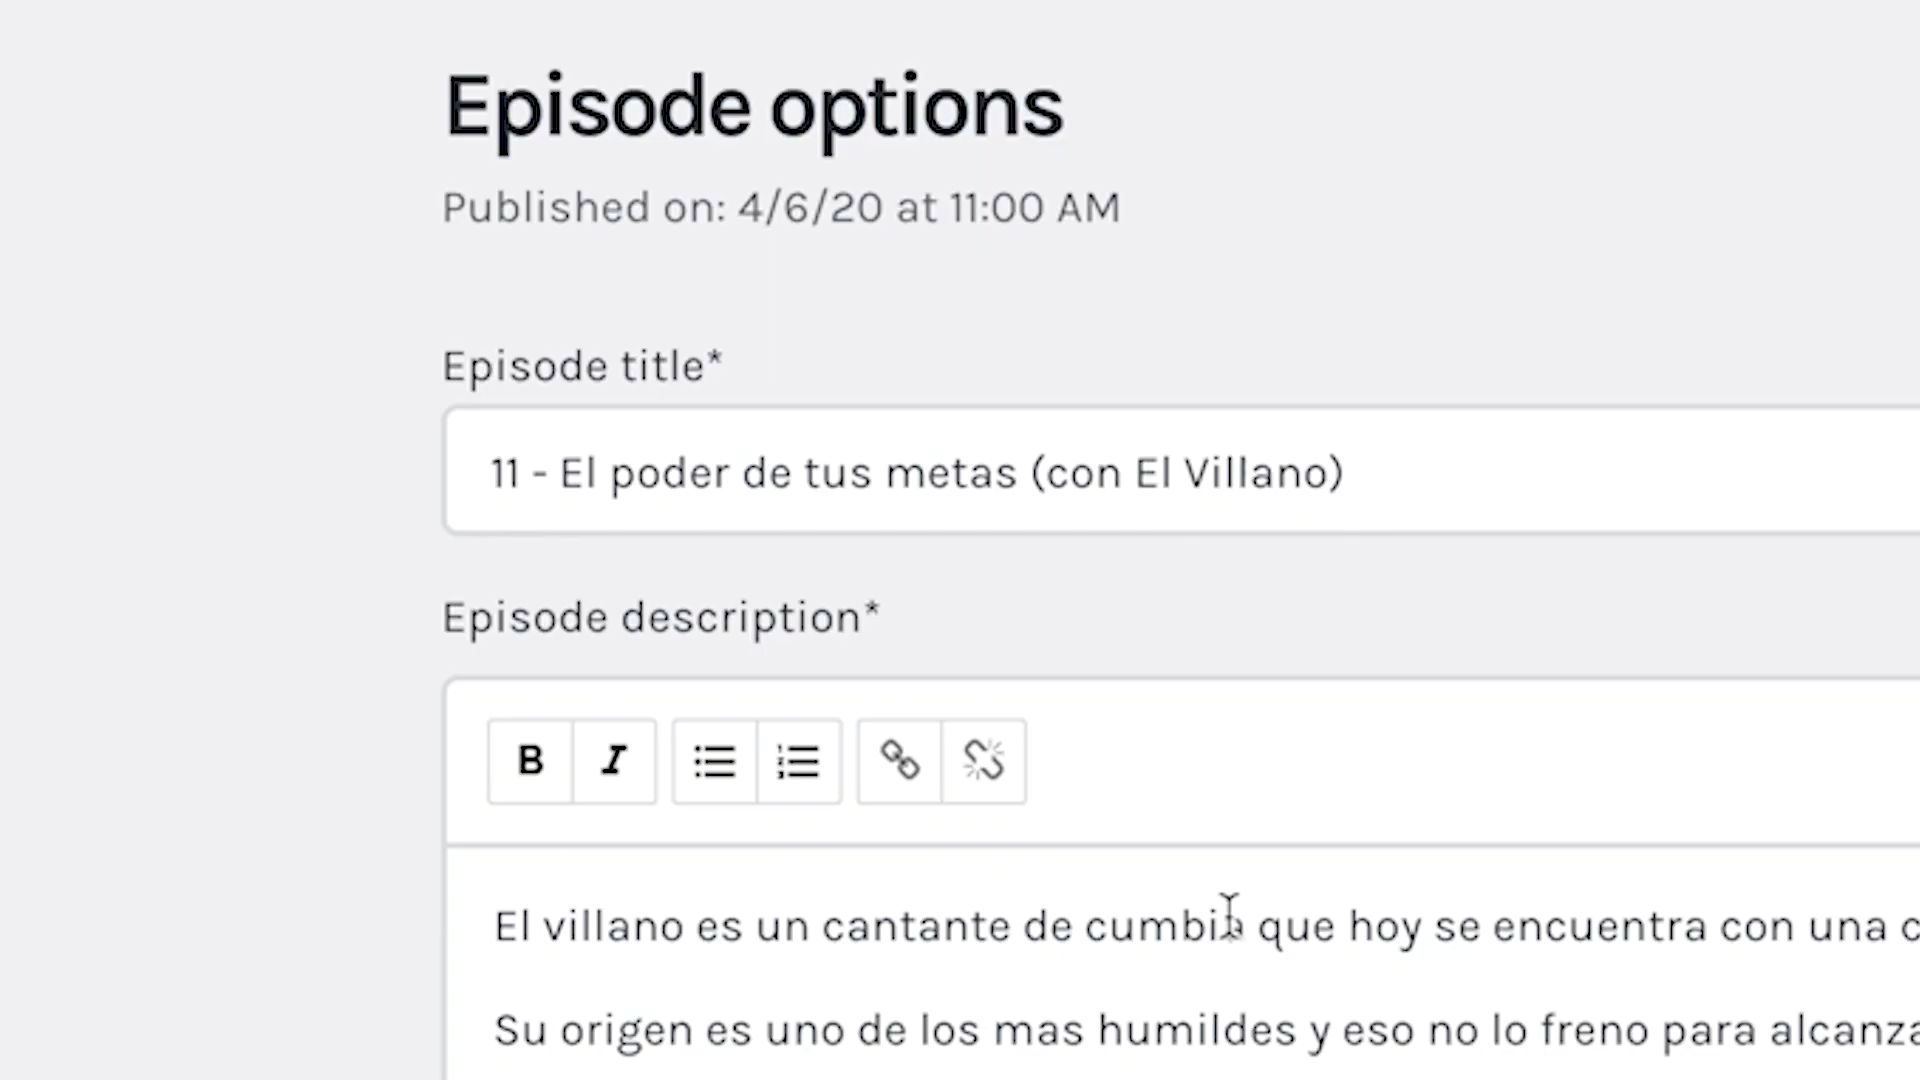 Episode options
Published on: 4/6/20 at 11:00 AM
Episode title*
11 - El poder de tus metas (con El Villano)
Episode description*
B I
El villano es un cantante de cumbia que hoy se encuentra con una
Su origen es uno de los mas humildes y eso no lo freno para